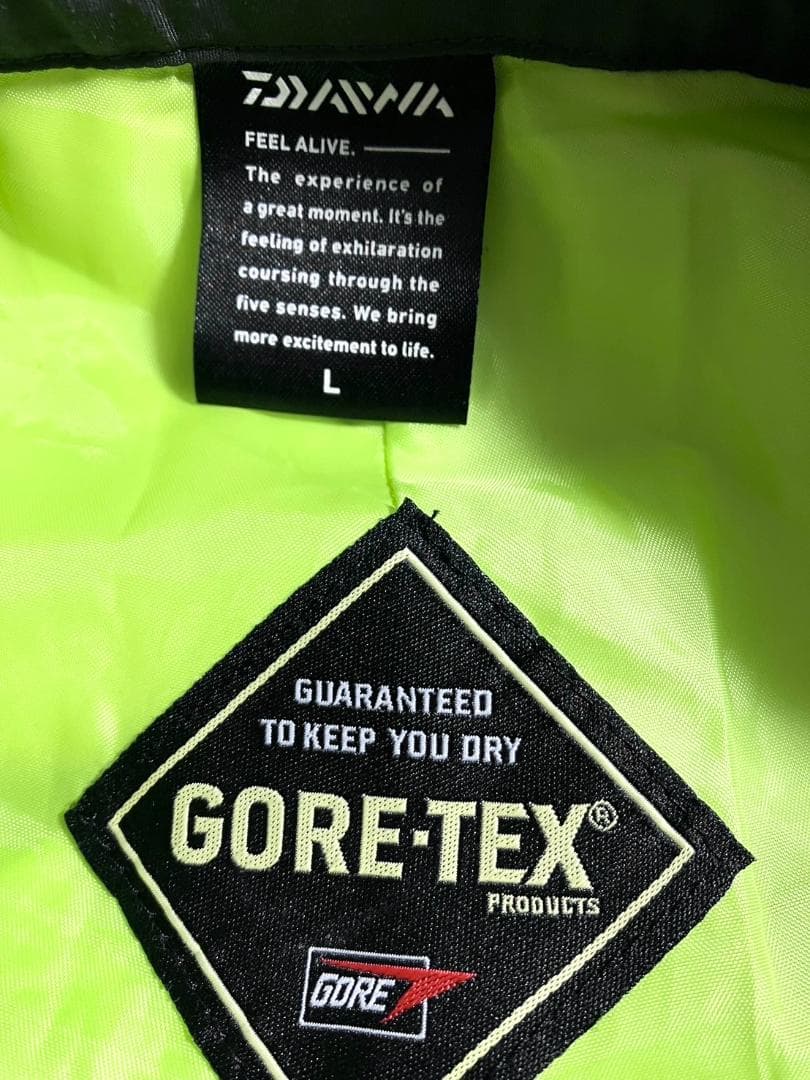 DAIWA
FEEL ALIVE.
The experience of
a great moment. It's the
feeling of exhilaration
coursing through the
five senses. We bring
more excitement to life.
L
GUARANTEED
TO KEEP YOU DRY
GORE-TEX®
PRODUCTS
GORE